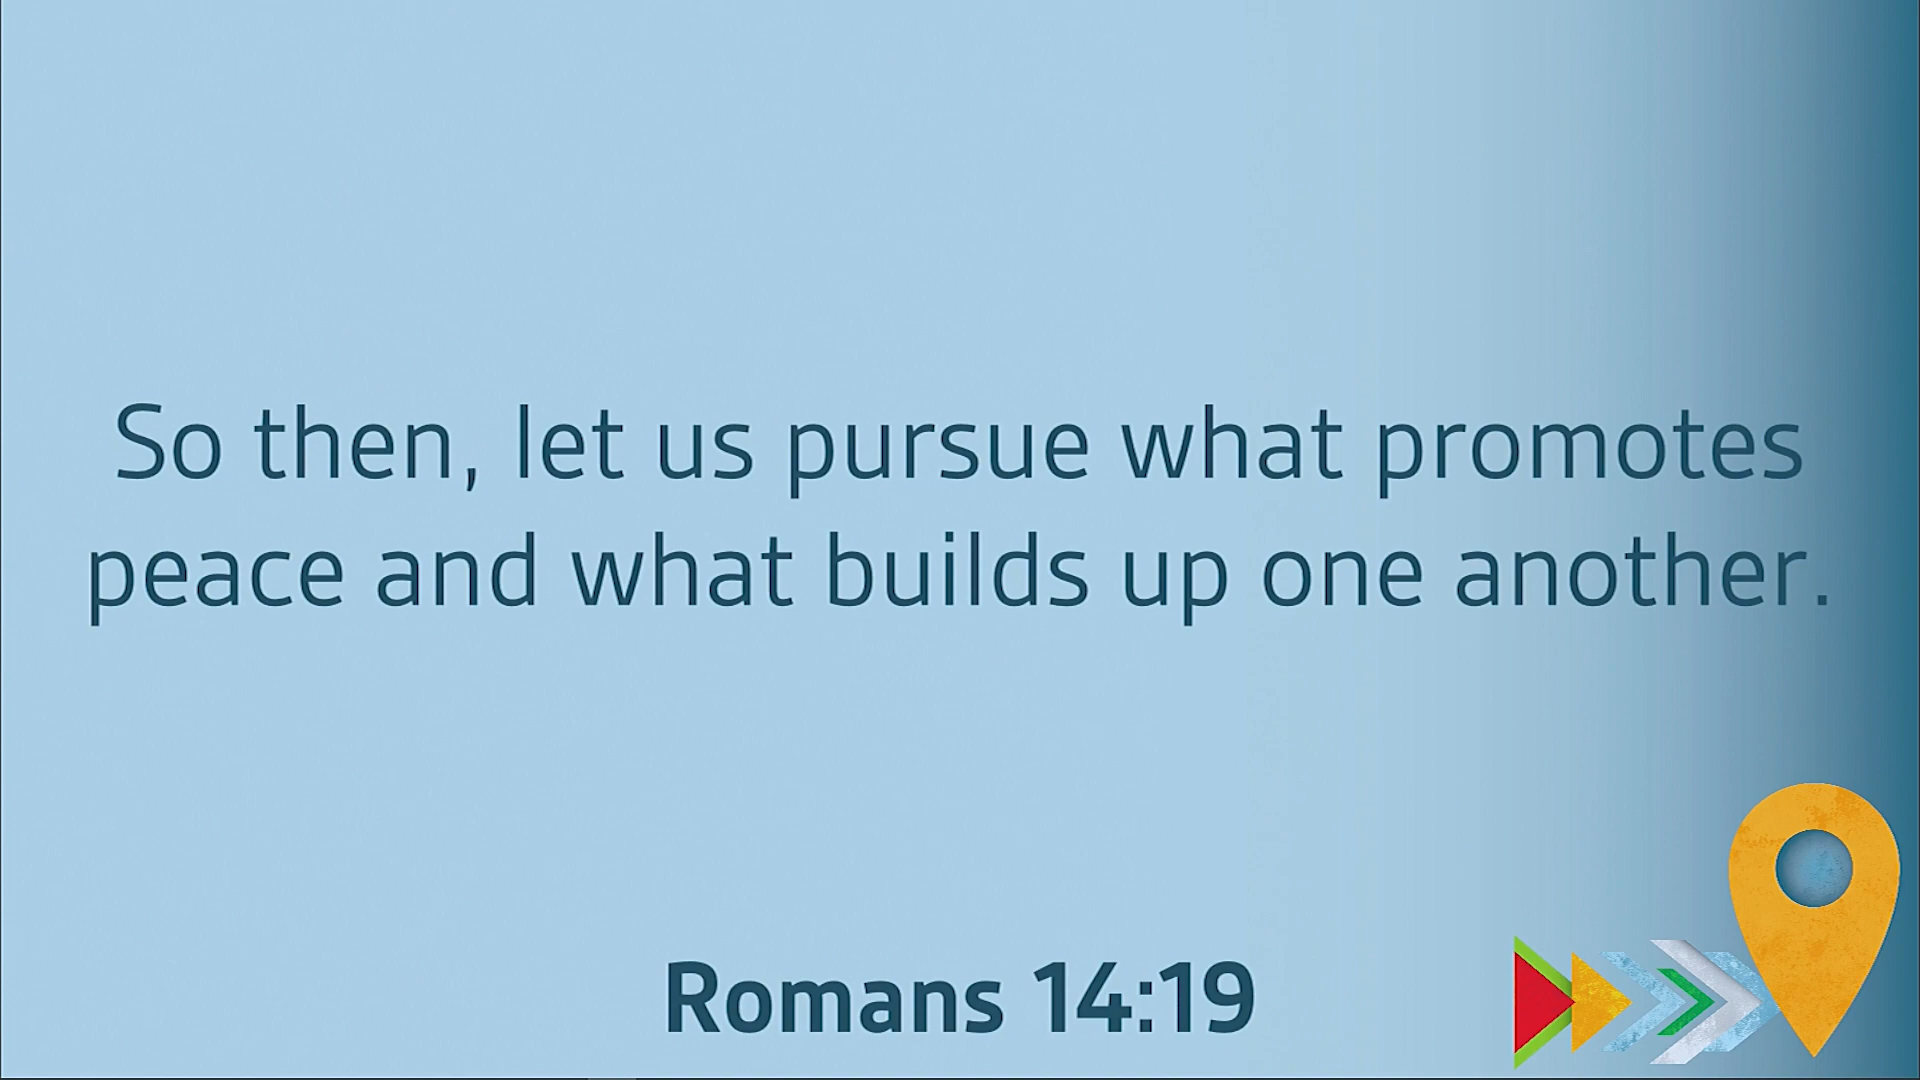 So then, let us pursue what promotes
peace and what builds up one another.
Romans 14:19